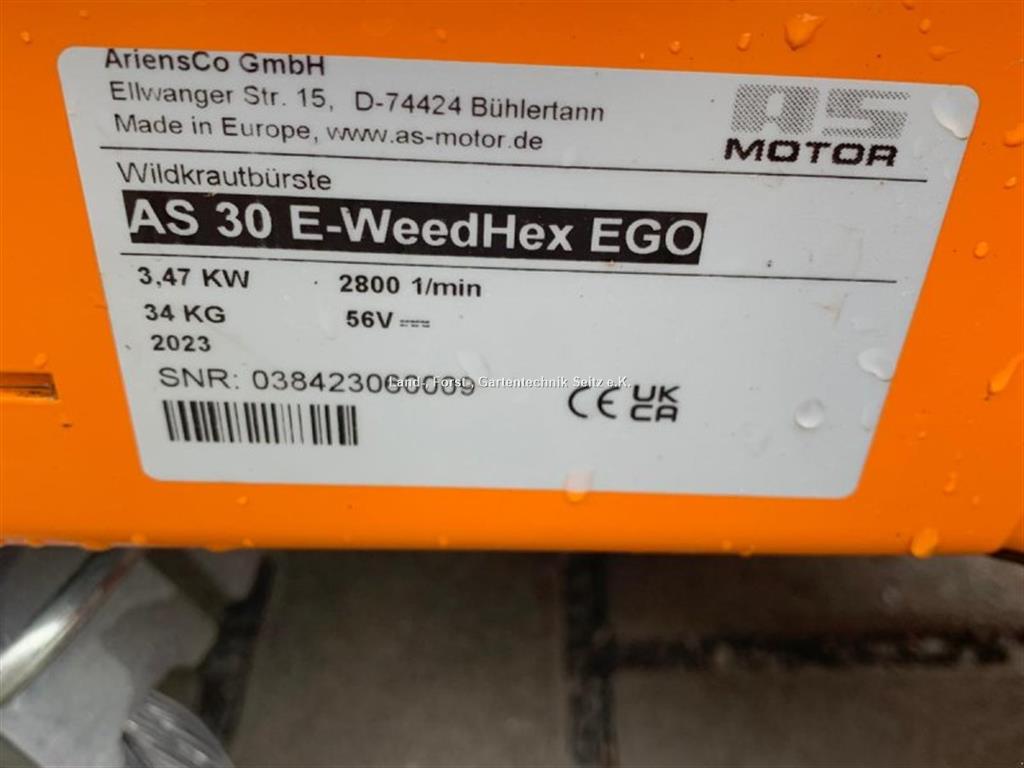 AriensCo GmbH
Ellwanger Str. 15, D-74424 Bühlertann
Made in Europe, www.as-motor.de
AS
MOTOR
Wildkrautbürste
AS 30 E-WeedHex EGO
3,47 KW 2800 1/min
34 KG 56V
2023
SNR: 038423000009
Land-, Forst-, Gartentechnik Seitz e.K.
CE UK
CA